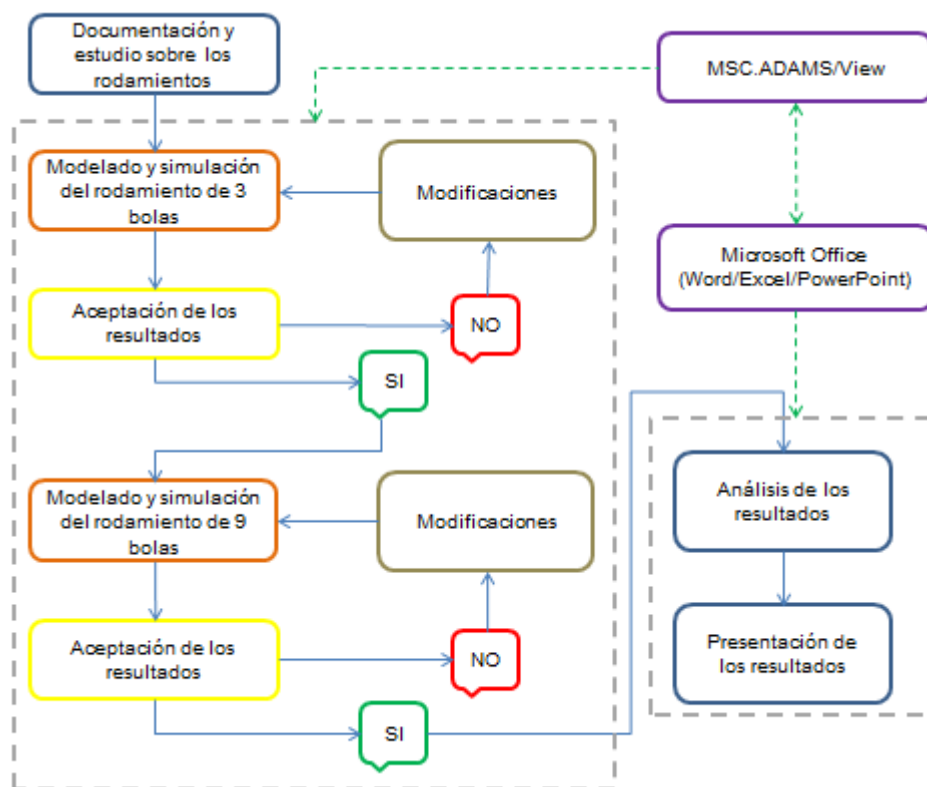 Documentación y
estudio sobre los
rodamientos
MSC.ADAMS/View
Modelado y simulación
del rodamiento de 3
bolas
Modificaciones
Microsoft Office
(Word/Excel/PowerPoint)
Aceptación de los
resultados
NO
SI
Modelado y simulación
del rodamiento de 9
bolas
Modificaciones
Análisis de los
resultados
Aceptación de los
resultados
NO
Presentación de
los resultados
SI